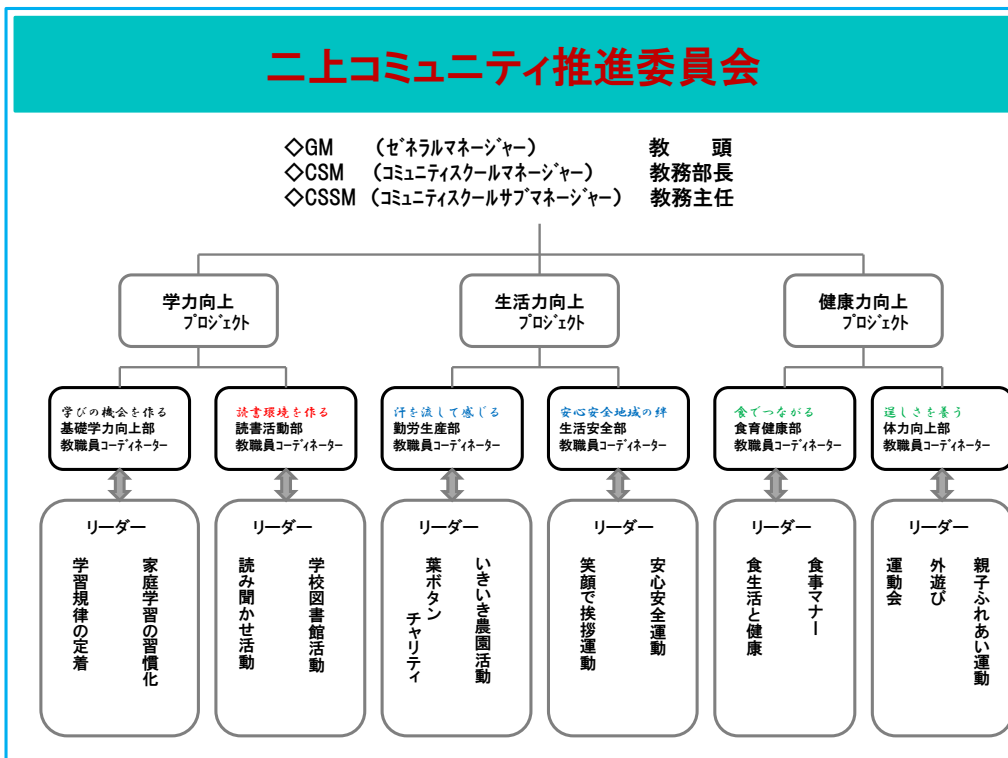 二上コミュニティ推進委員会
◇GM （ｾﾞﾈﾗﾙﾏﾈｰｼﾞｬｰ） 教　頭
◇CSM （ｺﾐｭﾆﾃｨｽｸｰﾙﾏﾈｰｼﾞｬｰ） 教務部長
◇CSSM （ｺﾐｭﾆﾃｨｽｸｰﾙｻﾌﾞﾏﾈｰｼﾞｬｰ） 教務主任
学力向上
ﾌﾟﾛｼﾞｪｸﾄ
生活力向上
ﾌﾟﾛｼﾞｪｸﾄ
健康力向上
ﾌﾟﾛｼﾞｪｸﾄ
学びの機会を作る
基礎学力向上部
教職員ｺｰﾃﾞｨﾈｰﾀｰ
読書環境を作る
読書活動部
教職員ｺｰﾃﾞｨﾈｰﾀｰ
汗を流して感じる
勤労生産部
教職員ｺｰﾃﾞｨﾈｰﾀｰ
安心安全地域の絆
生活安全部
教職員ｺｰﾃﾞｨﾈｰﾀｰ
食でつながる
食育健康部
教職員ｺｰﾃﾞｨﾈｰﾀｰ
逞しさを養う
体力向上部
教職員ｺｰﾃﾞｨﾈｰﾀｰ
リーダー
家庭学習の習慣化
学習規律の定着
リーダー
学校図書館活動
読み聞かせ活動
リーダー
いきいき農園活動
葉ボタン
チャリティ
リーダー
安心安全運動
笑顔で挨拶運動
リーダー
食事マナー
食生活と健康
リーダー
親子ふれあい運動
外遊び
運動会